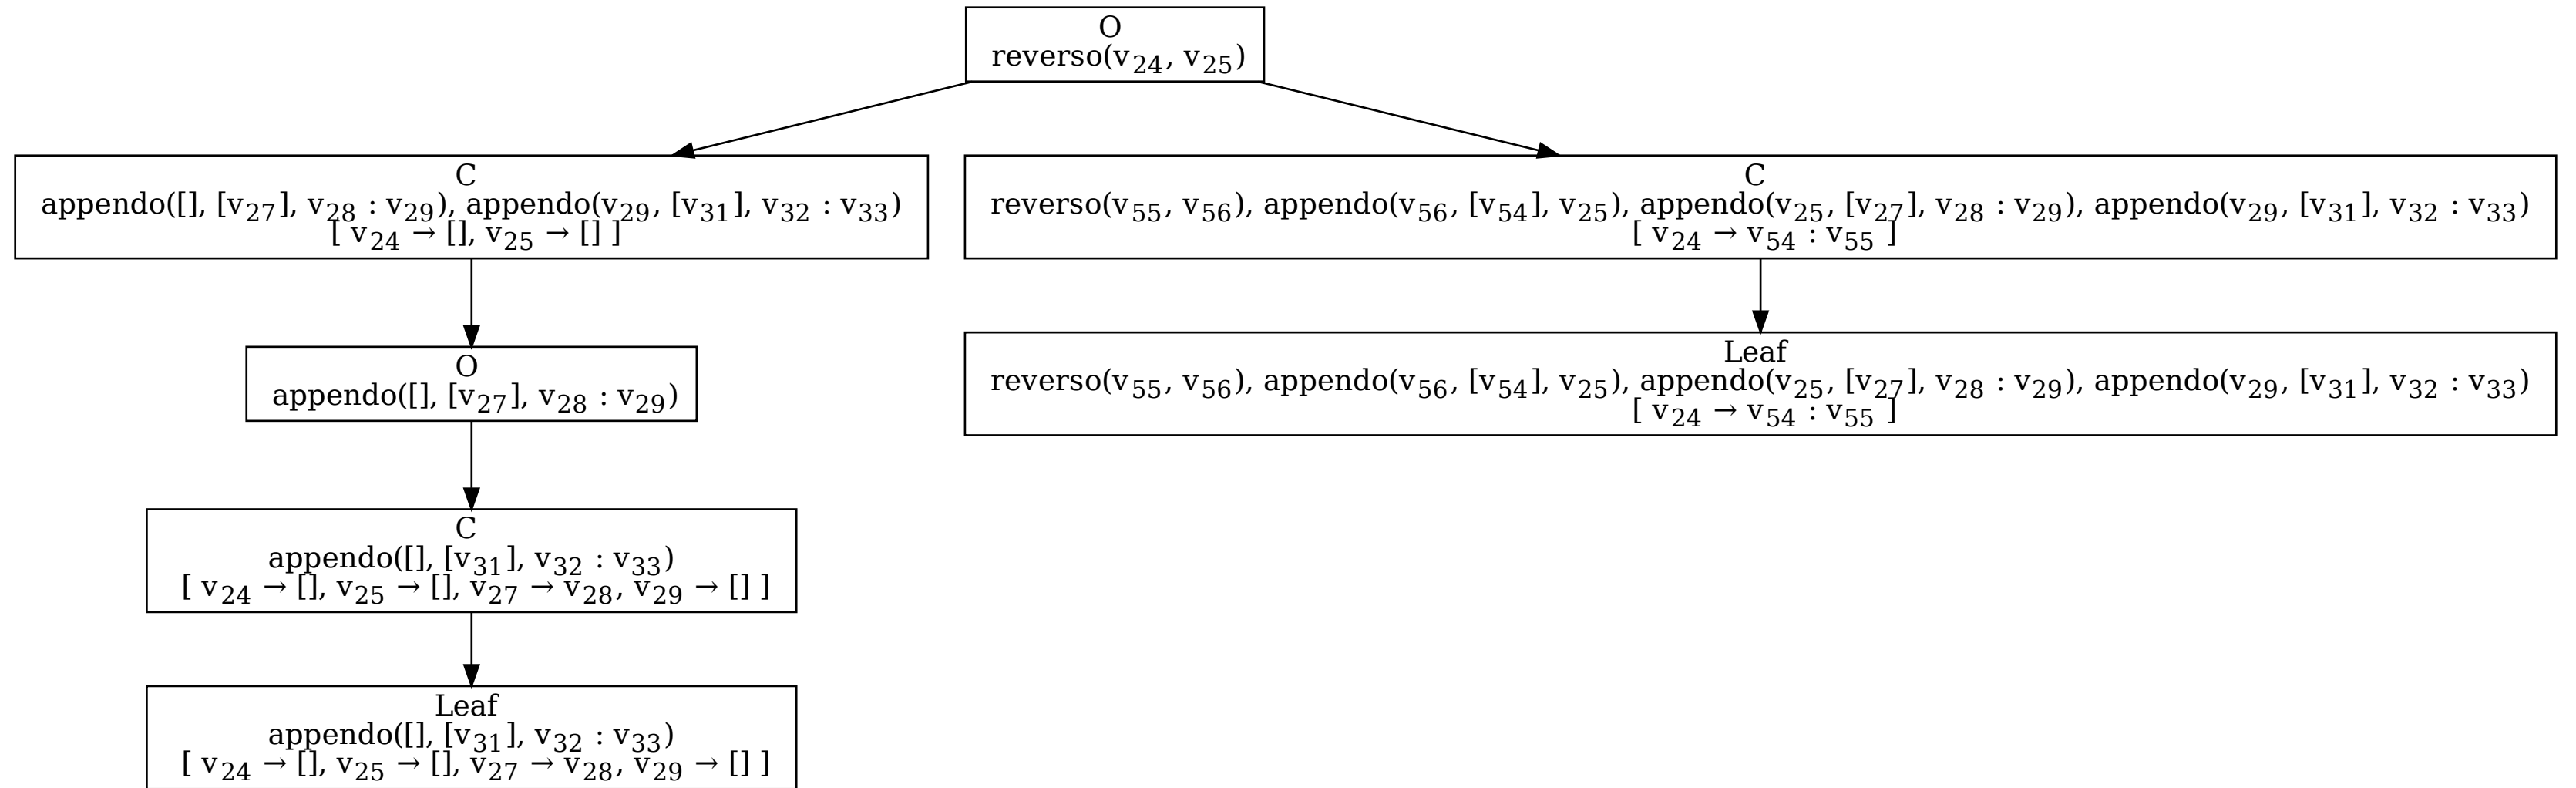 O
reverso(v24, v25)
C
appendo([], [v27], v28 : v29), appendo(v29, [v31], v32 : v33)
[ v24 → [], v25 → [] ]
C
reverso(v55, v56), appendo(v56, [v54], v25), appendo(v25, [v27], v28 : v29), appendo(v29, [v31], v32 : v33)
[ v24 → v54 : v55 ]
O
appendo([], [v27], v28 : v29)
Leaf
reverso(v55, v56), appendo(v56, [v54], v25), appendo(v25, [v27], v28 : v29), appendo(v29, [v31], v32 : v33)
[ v24 → v54 : v55 ]
C
appendo([], [v31], v32 : v33)
[ v24 → [], v25 → [], v27 → v28, v29 → [] ]
Leaf
appendo([], [v31], v32 : v33)
[ v24 → [], v25 → [], v27 → v28, v29 → [] ]